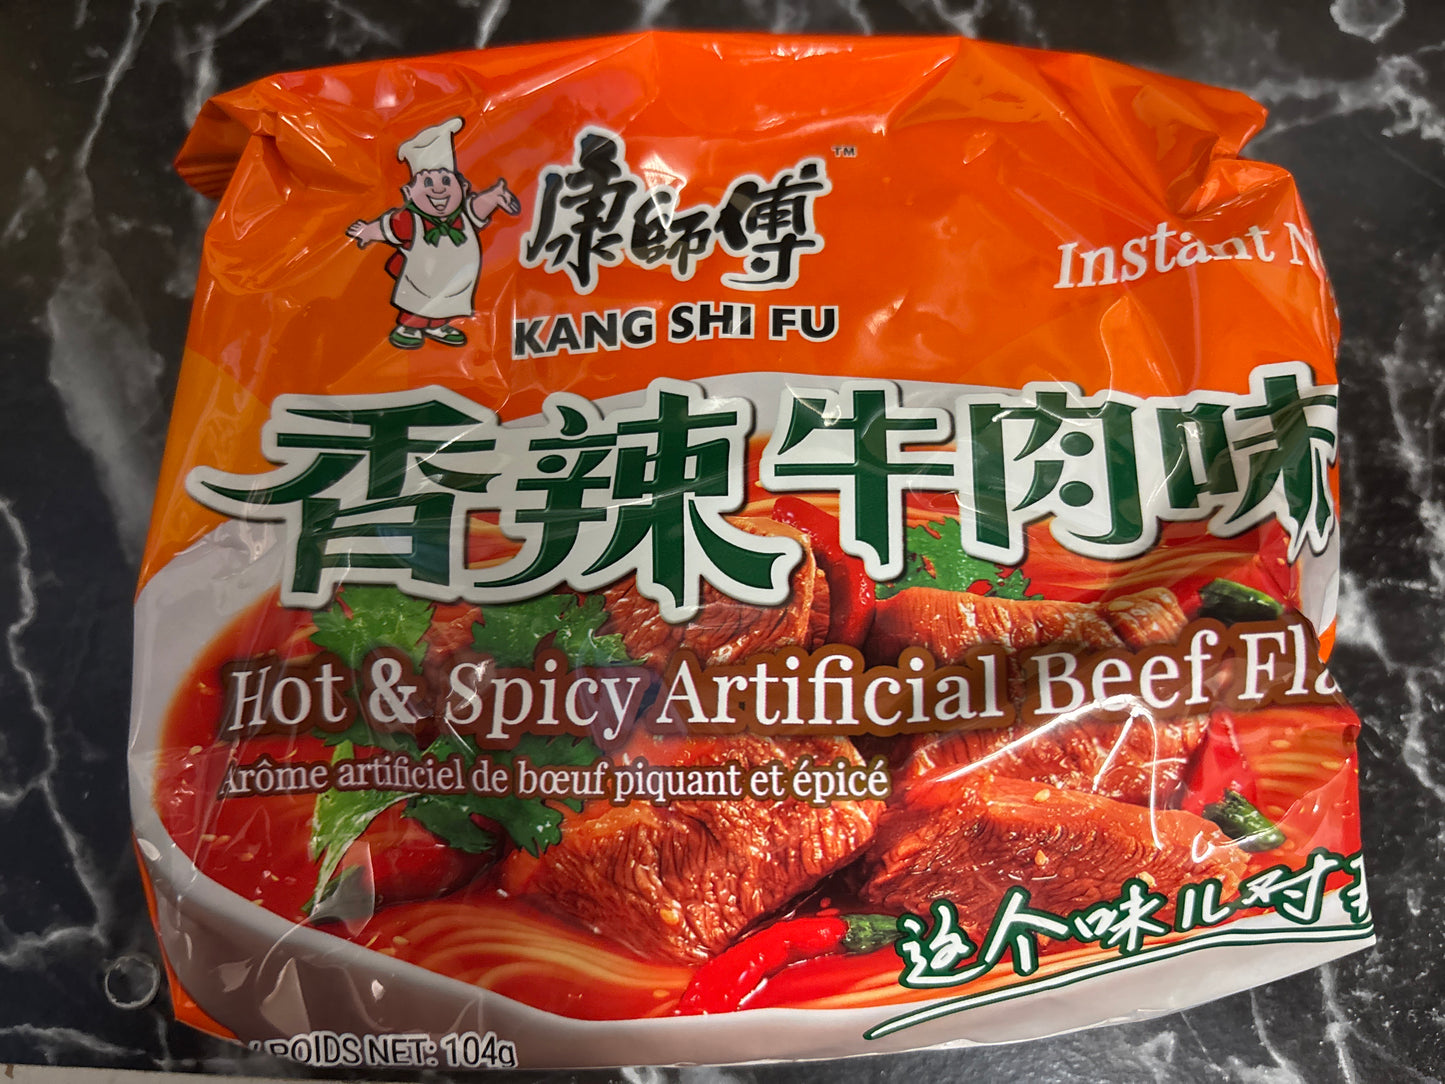 康師傅™
KANG SHI FU
Instant
香辣牛肉味
Hot & Spicy Artificial Beef
Arôme artificiel de bœuf piquant et épicé
这个味儿对
POIDS NET: 104g